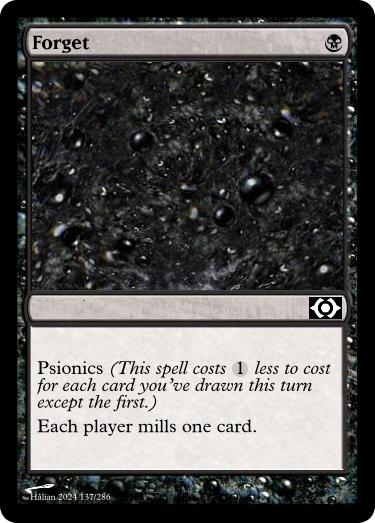 Forget
Psionics (This spell costs 1 less to cost
for each card you've drawn this turn
except the first.)
Each player mills one card.
Hálian 2024 137/286